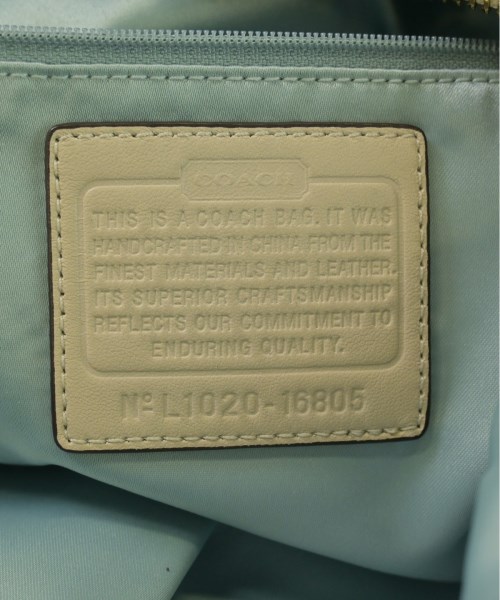 COACH
THIS IS A COACH BAG. IT WAS
HANDCRAFTED IN CHINA FROM THE
FINEST MATERIALS AND LEATHER.
ITS SUPERIOR CRAFTSMANSHIP
REFLECTS OUR COMMITMENT TO
ENDURING QUALITY.
Nº L1020-16805